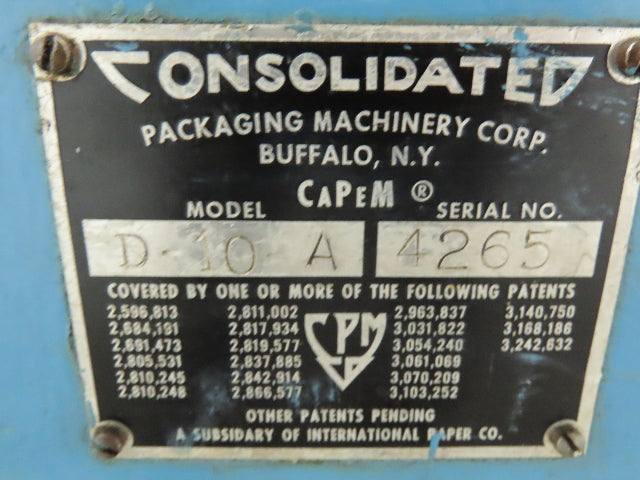 CONSOLIDATED
PACKAGING MACHINERY CORP.
BUFFALO, N.Y.
CAPEM ®
MODEL SERIAL NO.
D-10 A 4265
COVERED BY ONE OR MORE OF THE FOLLOWING PATENTS
2,596,813 2,811,002 2,963,837 3,140,750
2,684,191 2,817,934 3,031,822 3,168,186
2,691,473 2,819,577 3,054,240 3,242,632
2,805,531 2,837,885 3,061,069
2,810,245 2,842,914 3,070,209
2,810,248 2,866,577 3,103,252
CPM
CO
OTHER PATENTS PENDING
A SUBSIDARY OF INTERNATIONAL PAPER CO.